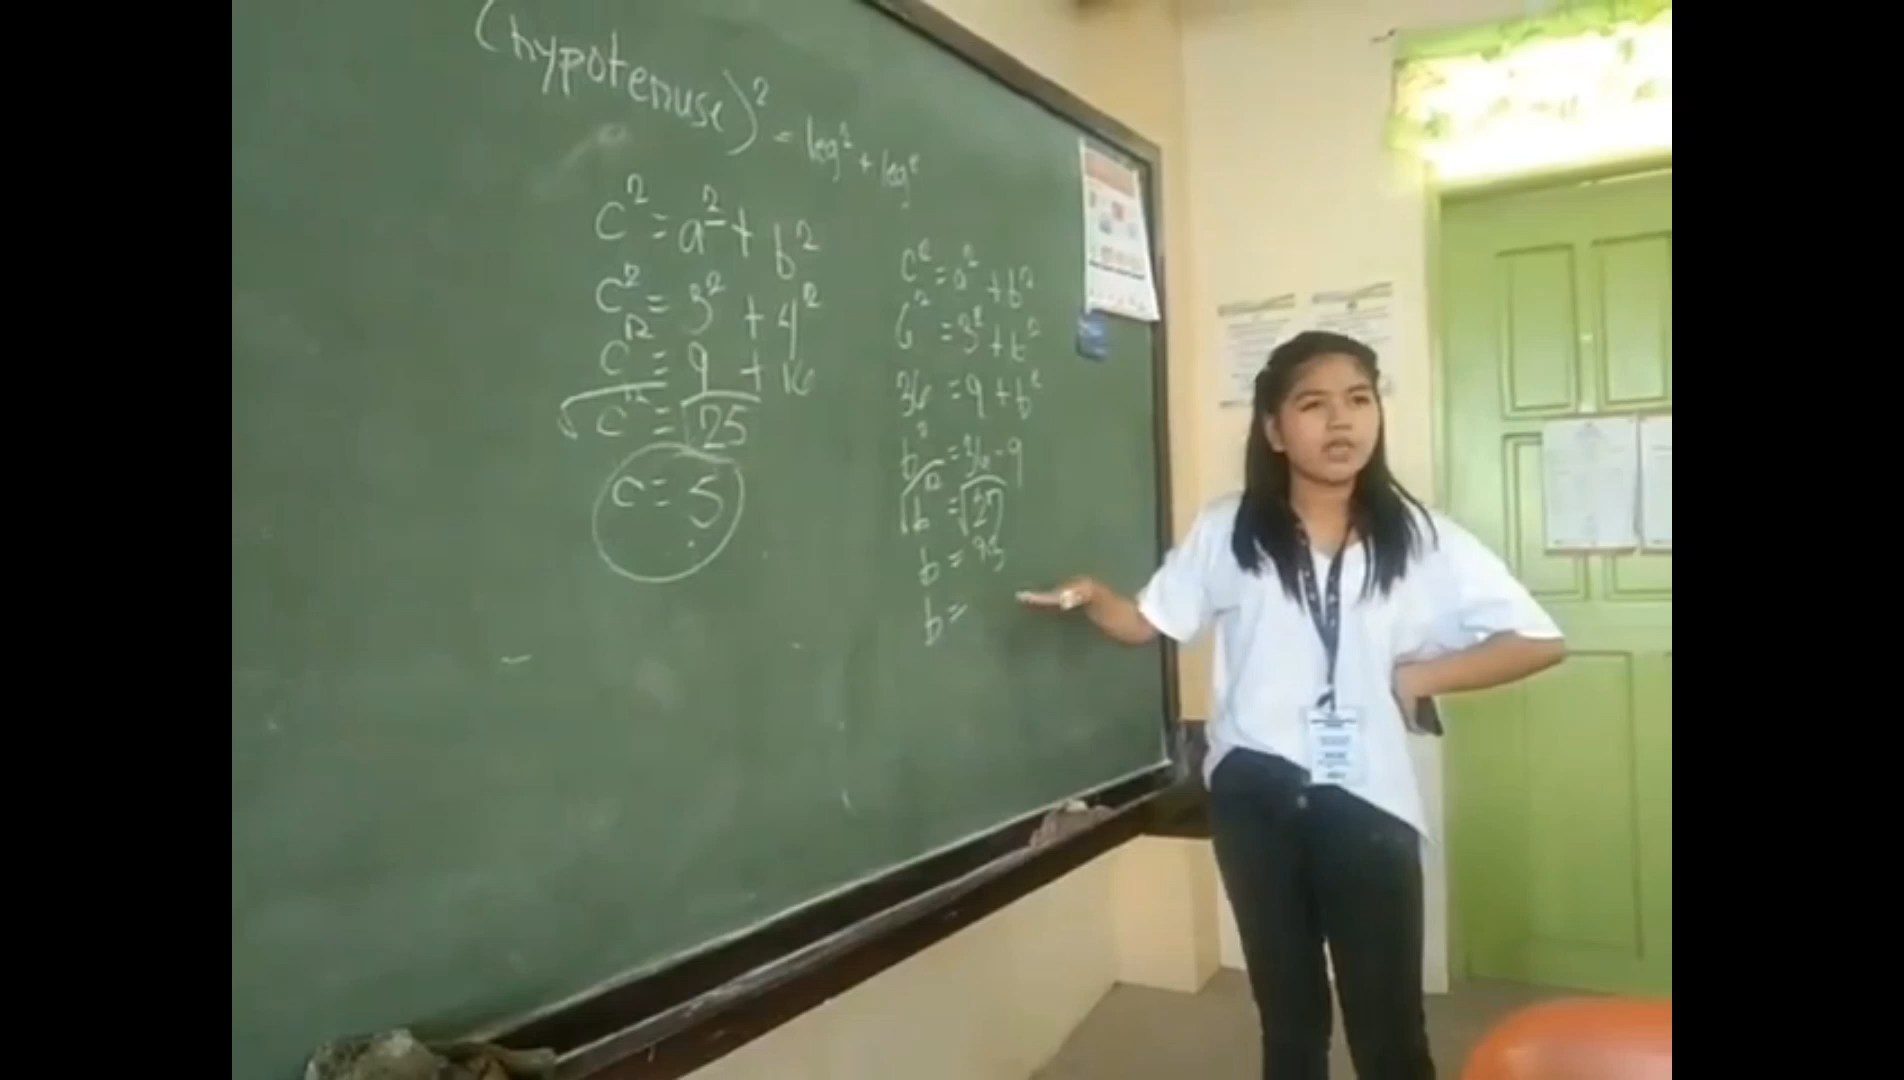 (hypotenuse)² = leg² + leg²
c² = a² + b²
c² = 3² + 4²
c² = 9 + 16
√c² = √25
c = 5
c² = a² + b²
6² = 3² + b²
36 = 9 + b²
b² = 36 - 9
√b² = √27
b =
b =